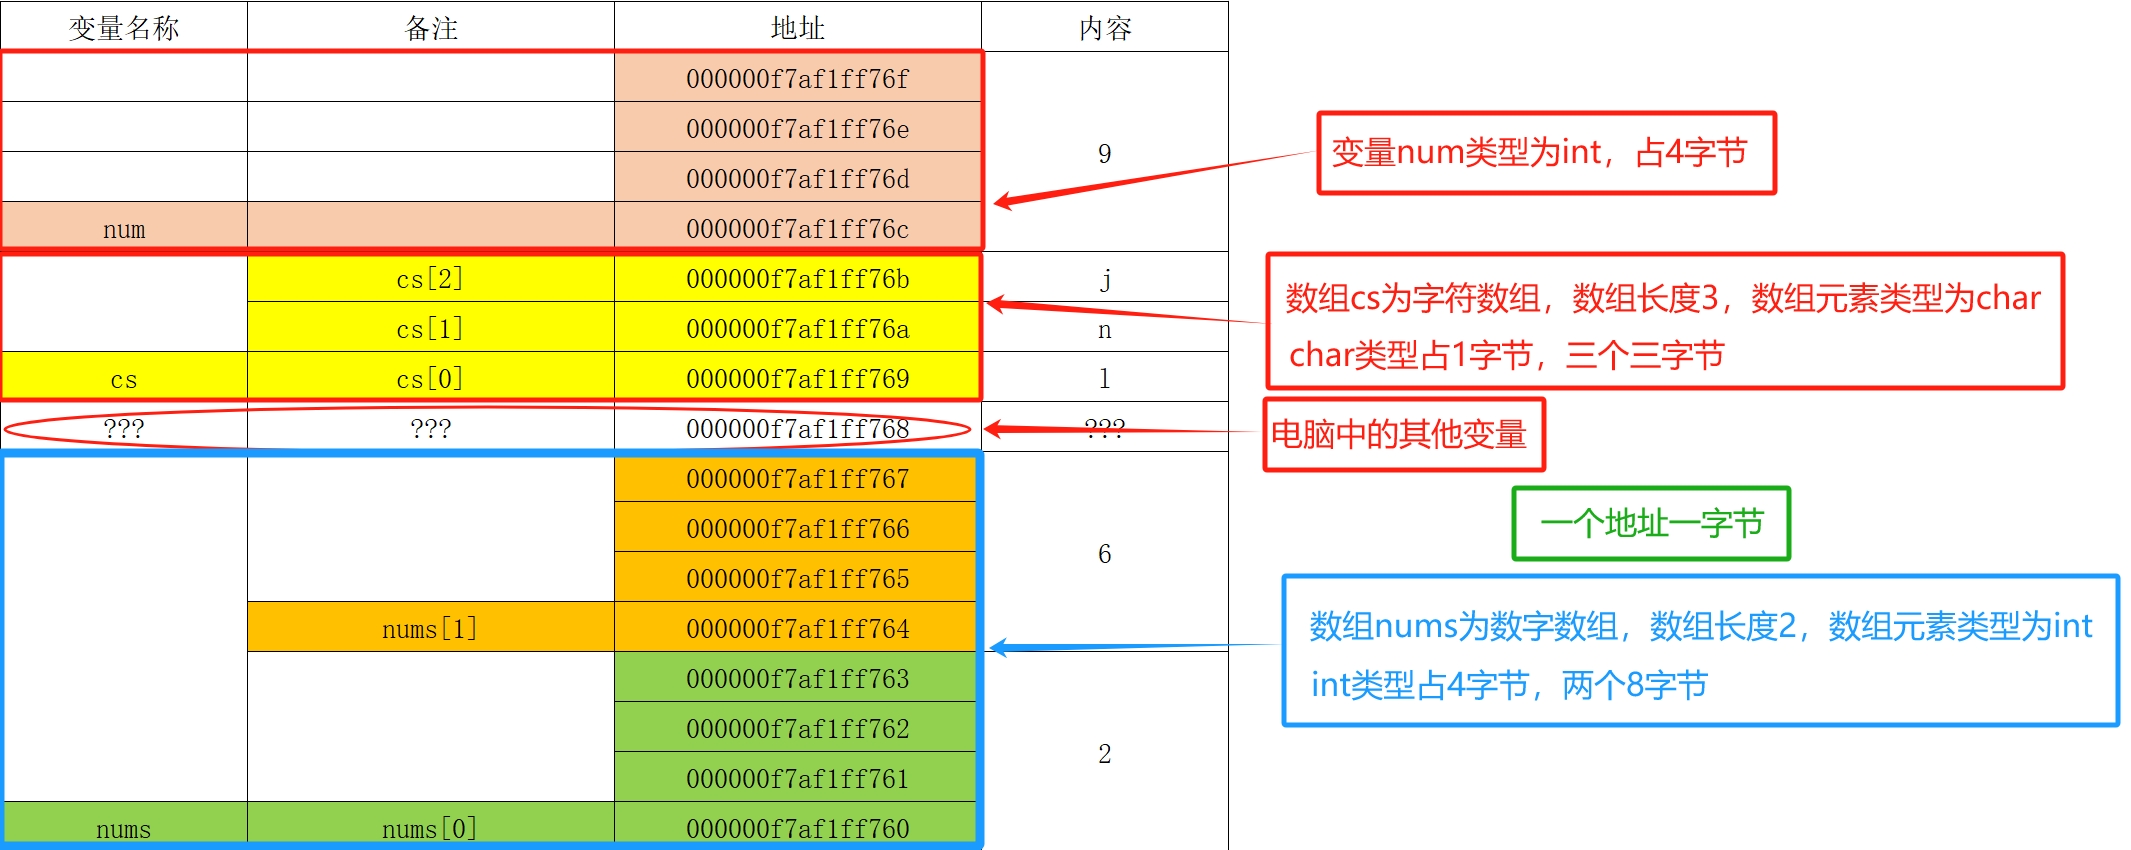 变量名称 备注 地址 内容
000000f7af1ff76f
000000f7af1ff76e
9
000000f7af1ff76d
num 000000f7af1ff76c
cs[2] 000000f7af1ff76b j
cs[1] 000000f7af1ff76a n
cs cs[0] 000000f7af1ff769 l
??? ??? 000000f7af1ff768 ???
000000f7af1ff767
000000f7af1ff766
6
000000f7af1ff765
nums[1] 000000f7af1ff764
000000f7af1ff763
000000f7af1ff762
2
000000f7af1ff761
nums nums[0] 000000f7af1ff760
变量num类型为int，占4字节
数组cs为字符数组，数组长度3，数组元素类型为char
char类型占1字节，三个三字节
电脑中的其他变量
一个地址一字节
数组nums为数字数组，数组长度2，数组元素类型为int
int类型占4字节，两个8字节